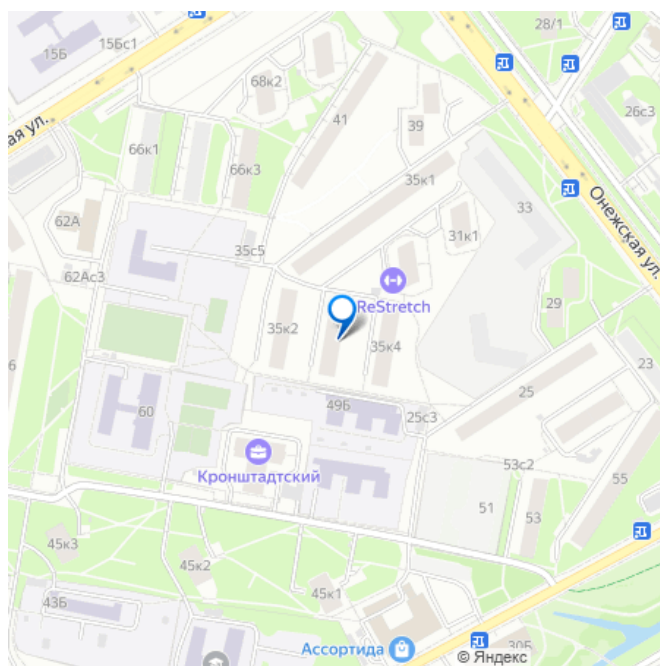 28/1
15Бс1
15Б
68к2
26с3
41
39
ая ул.
66к1
66к3
35к1
33
Онежская ул.
62А
31к1
35с5
62Ас3
ReStretch
29
35к2
35к4
6
23
25
49Б
25с3
60
Кронштадтский
53с2
55
51
53
45к3
45к2
45к1
43Б
Ассортида
30Б
© Яндекс